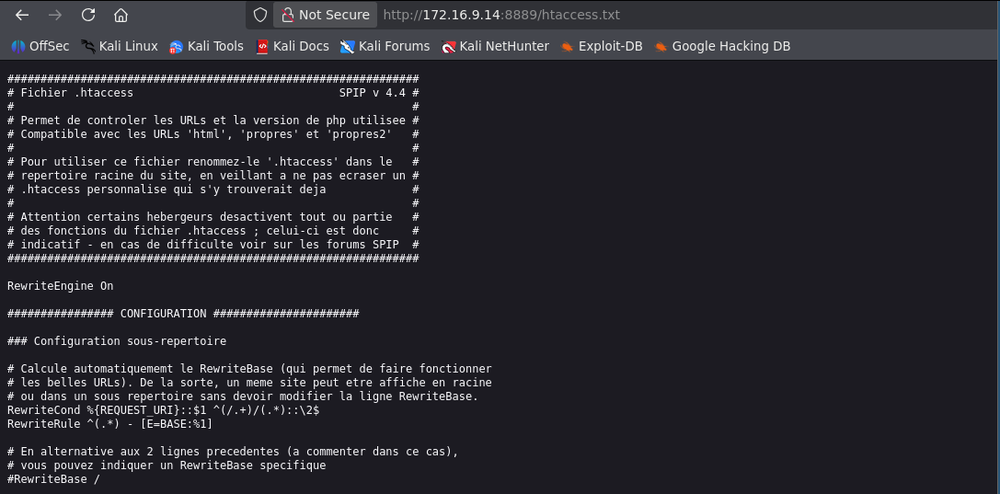 Not Secure http://172.16.9.14:8889/htaccess.txt
OffSec Kali Linux Kali Tools Kali Docs Kali Forums Kali NetHunter Exploit-DB Google Hacking DB
##############################################################
# Fichier .htaccess                               SPIP v 4.4 #
#                                                            #
# Permet de controler les URLs et la version de php utilisee #
# Compatible avec les URLs 'html', 'propres' et 'propres2'   #
#                                                            #
# Pour utiliser ce fichier renommez-le '.htaccess' dans le   #
# repertoire racine du site, en veillant a ne pas ecraser un #
# .htaccess personnalise qui s'y trouverait deja             #
#                                                            #
# Attention certains hebergeurs desactivent tout ou partie   #
# des fonctions du fichier .htaccess ; celui-ci est donc     #
# indicatif - en cas de difficulte voir sur les forums SPIP  #
##############################################################
RewriteEngine On
################ CONFIGURATION ######################
### Configuration sous-repertoire
# Calcule automatiquememt le RewriteBase (qui permet de faire fonctionner
# les belles URLs). De la sorte, un meme site peut etre affiche en racine
# ou dans un sous repertoire sans devoir modifier la ligne RewriteBase.
RewriteCond %{REQUEST_URI}::$1 ^(/.+)/(.*)::\2$
RewriteRule ^(.*) - [E=BASE:%1]
# En alternative aux 2 lignes precedentes (a commenter dans ce cas),
# vous pouvez indiquer un RewriteBase specifique
#RewriteBase /